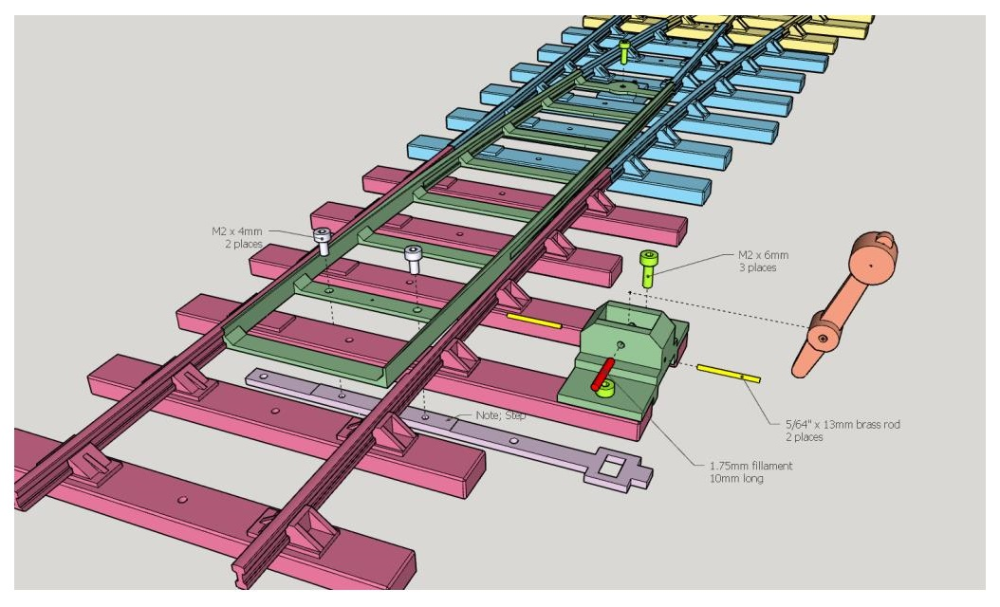 M2 x 4mm
2 places
M2 x 6mm
3 places
Note; Step
5/64" x 13mm brass rod
2 places
1.75mm fillament
10mm long